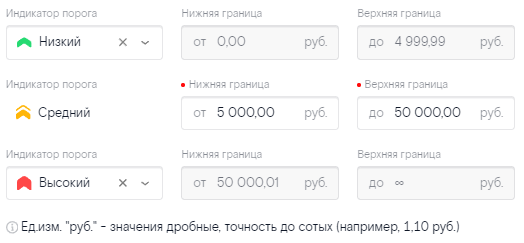 Индикатор порога Нижняя граница Верхняя граница
Низкий от 0,00 руб. до 4 999,99 руб.
Индикатор порога Нижняя граница Верхняя граница
Средний от 5 000,00 руб. до 50 000,00 руб.
Индикатор порога Нижняя граница Верхняя граница
Высокий от 50 000,01 руб. до ∞ руб.
Ед.изм. "руб." – значения дробные, точность до сотых (например, 1,10 руб.)